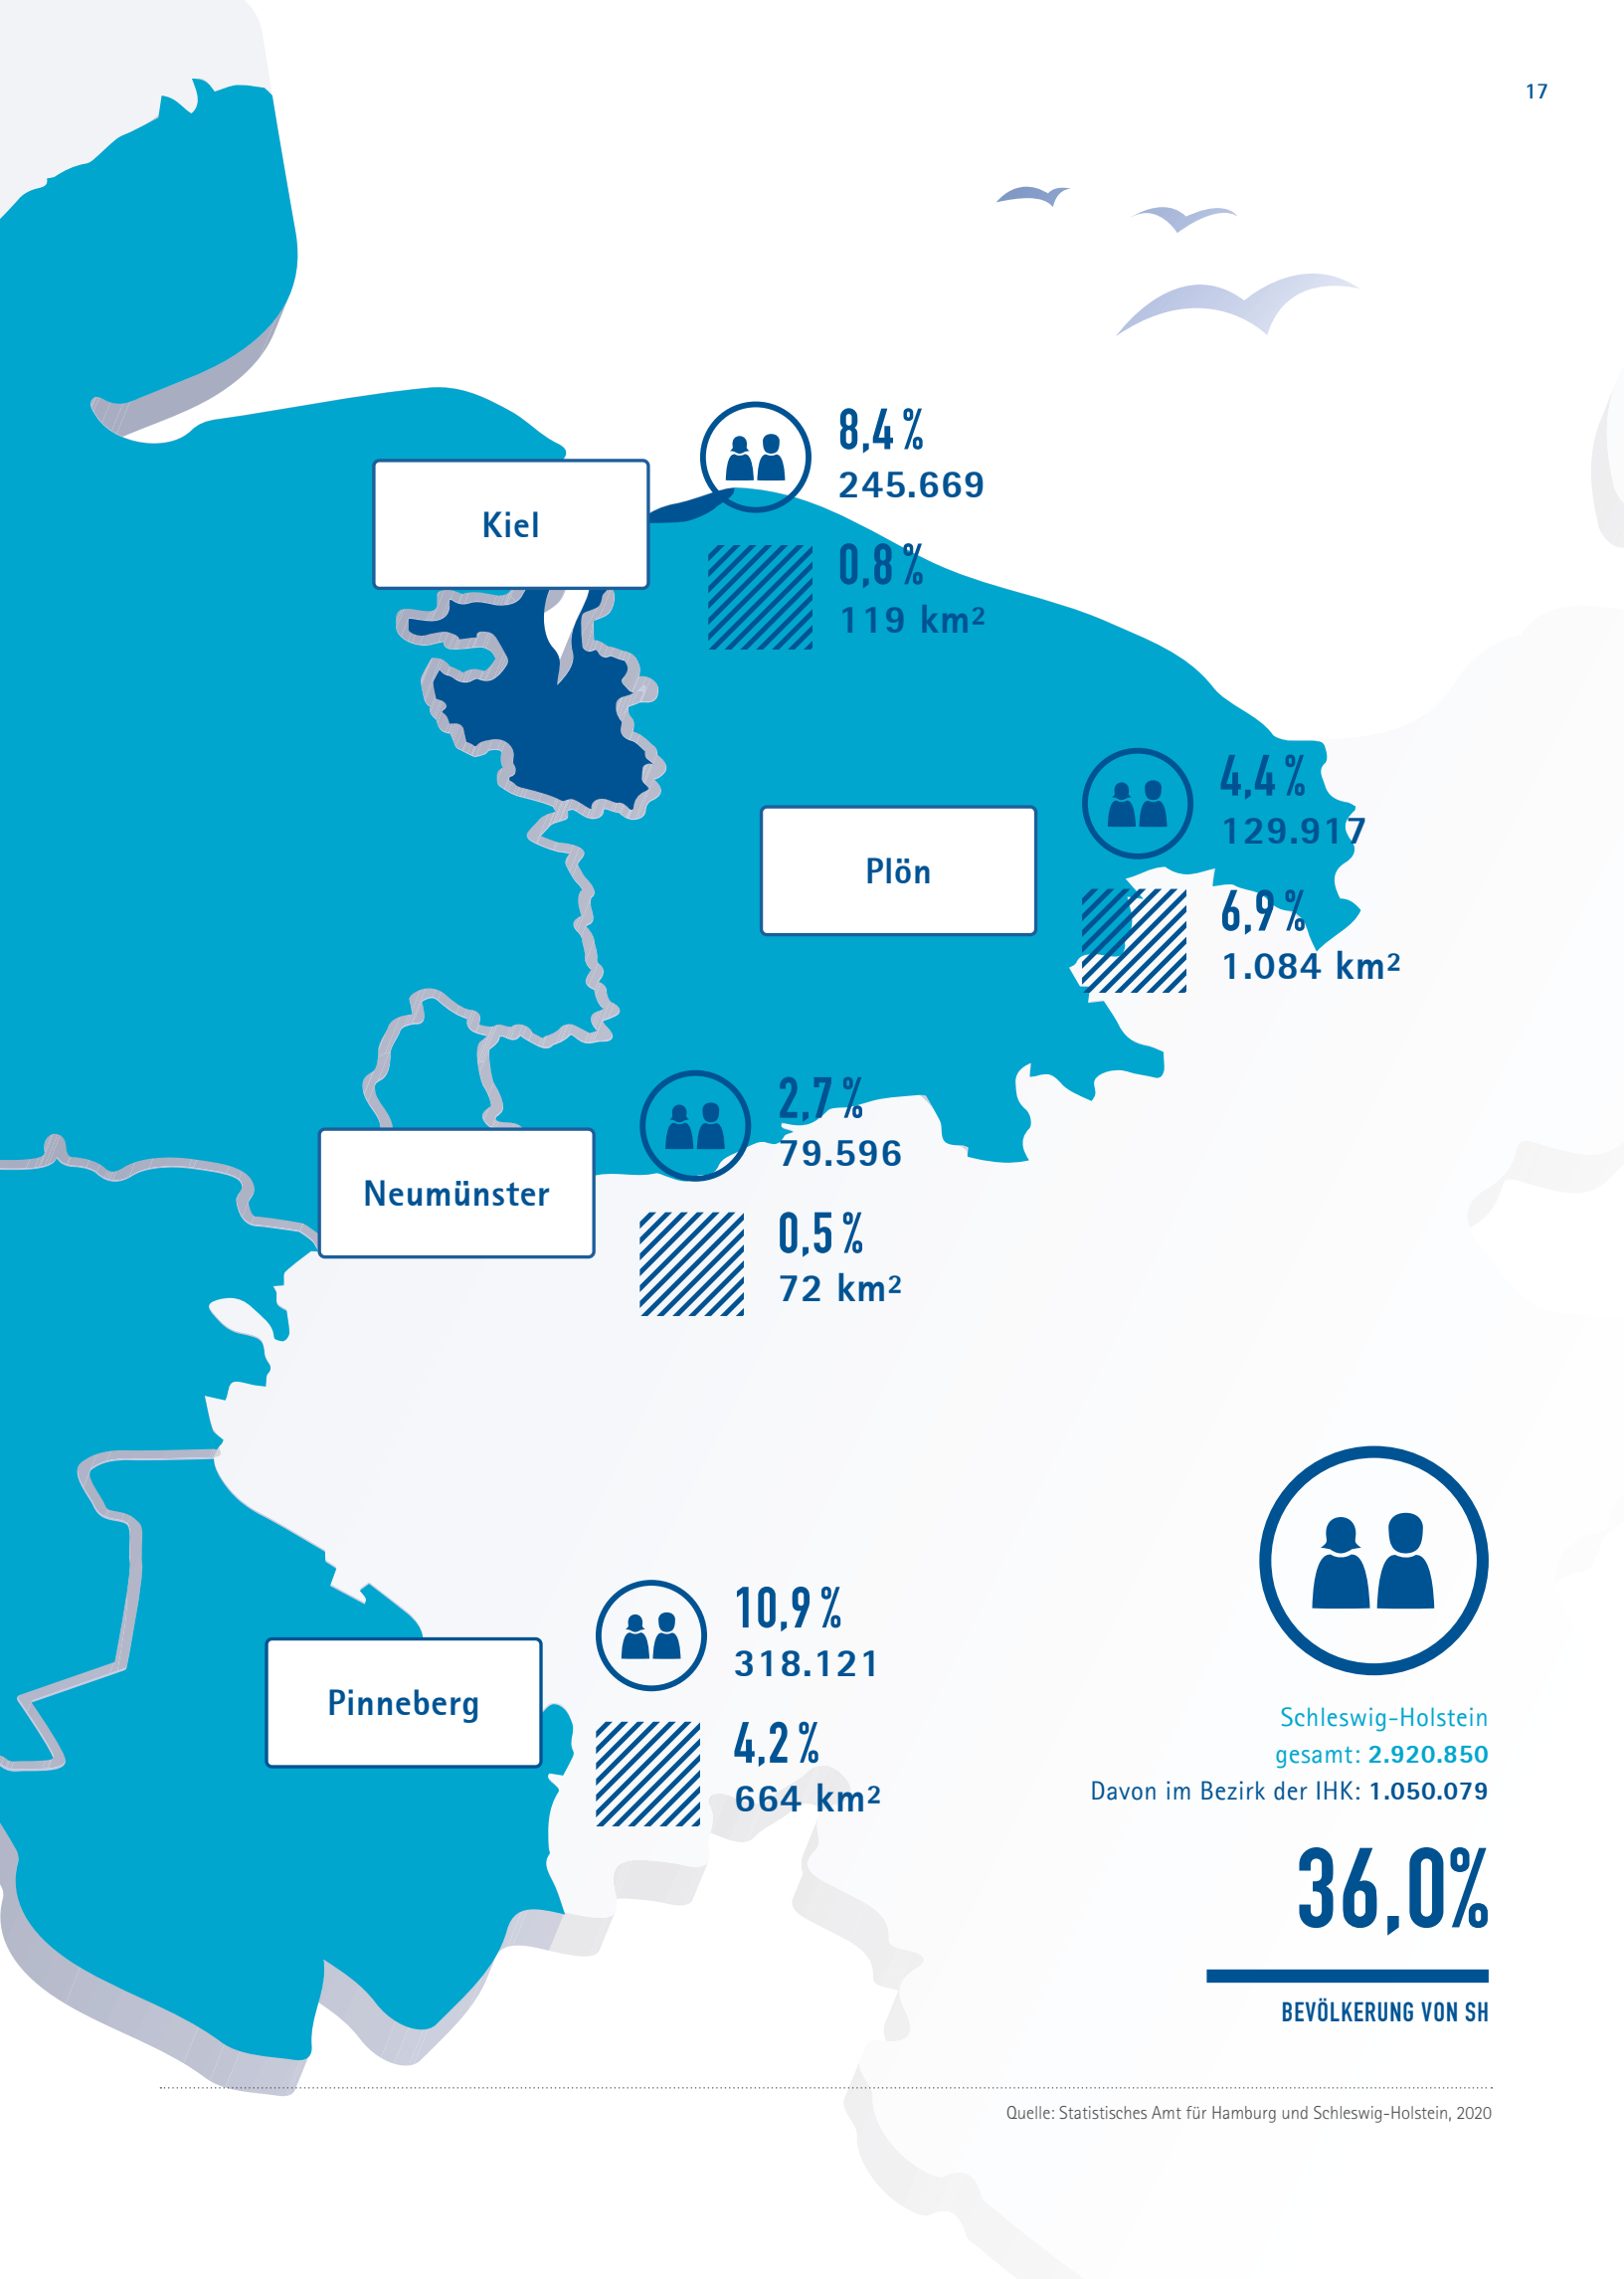 17
Kiel
8,4 %
245.669
0,8 %
119 km²
Plön
4,4 %
129.917
6,9 %
1.084 km²
Neumünster
2,7 %
79.596
0,5 %
72 km²
Pinneberg
10,9 %
318.121
4,2 %
664 km²
Schleswig-Holstein
gesamt: 2.920.850
Davon im Bezirk der IHK: 1.050.079
36,0%
BEVÖLKERUNG VON SH
Quelle: Statistisches Amt für Hamburg und Schleswig-Holstein, 2020